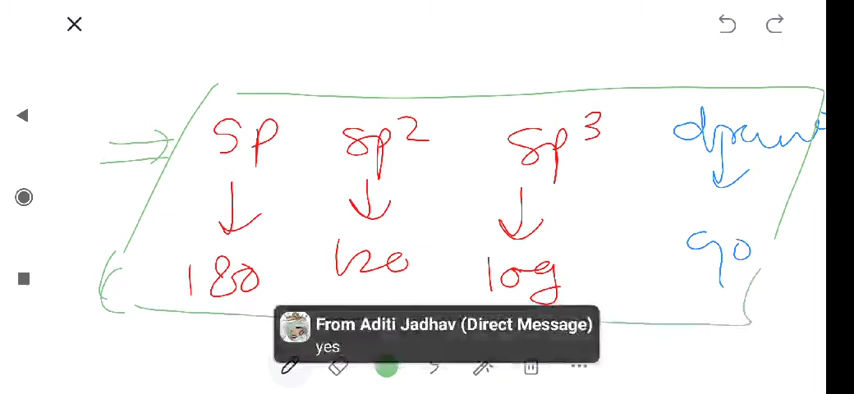 sp sp² sp³
180 120 109 90
From Aditi Jadhav (Direct Message)
yes